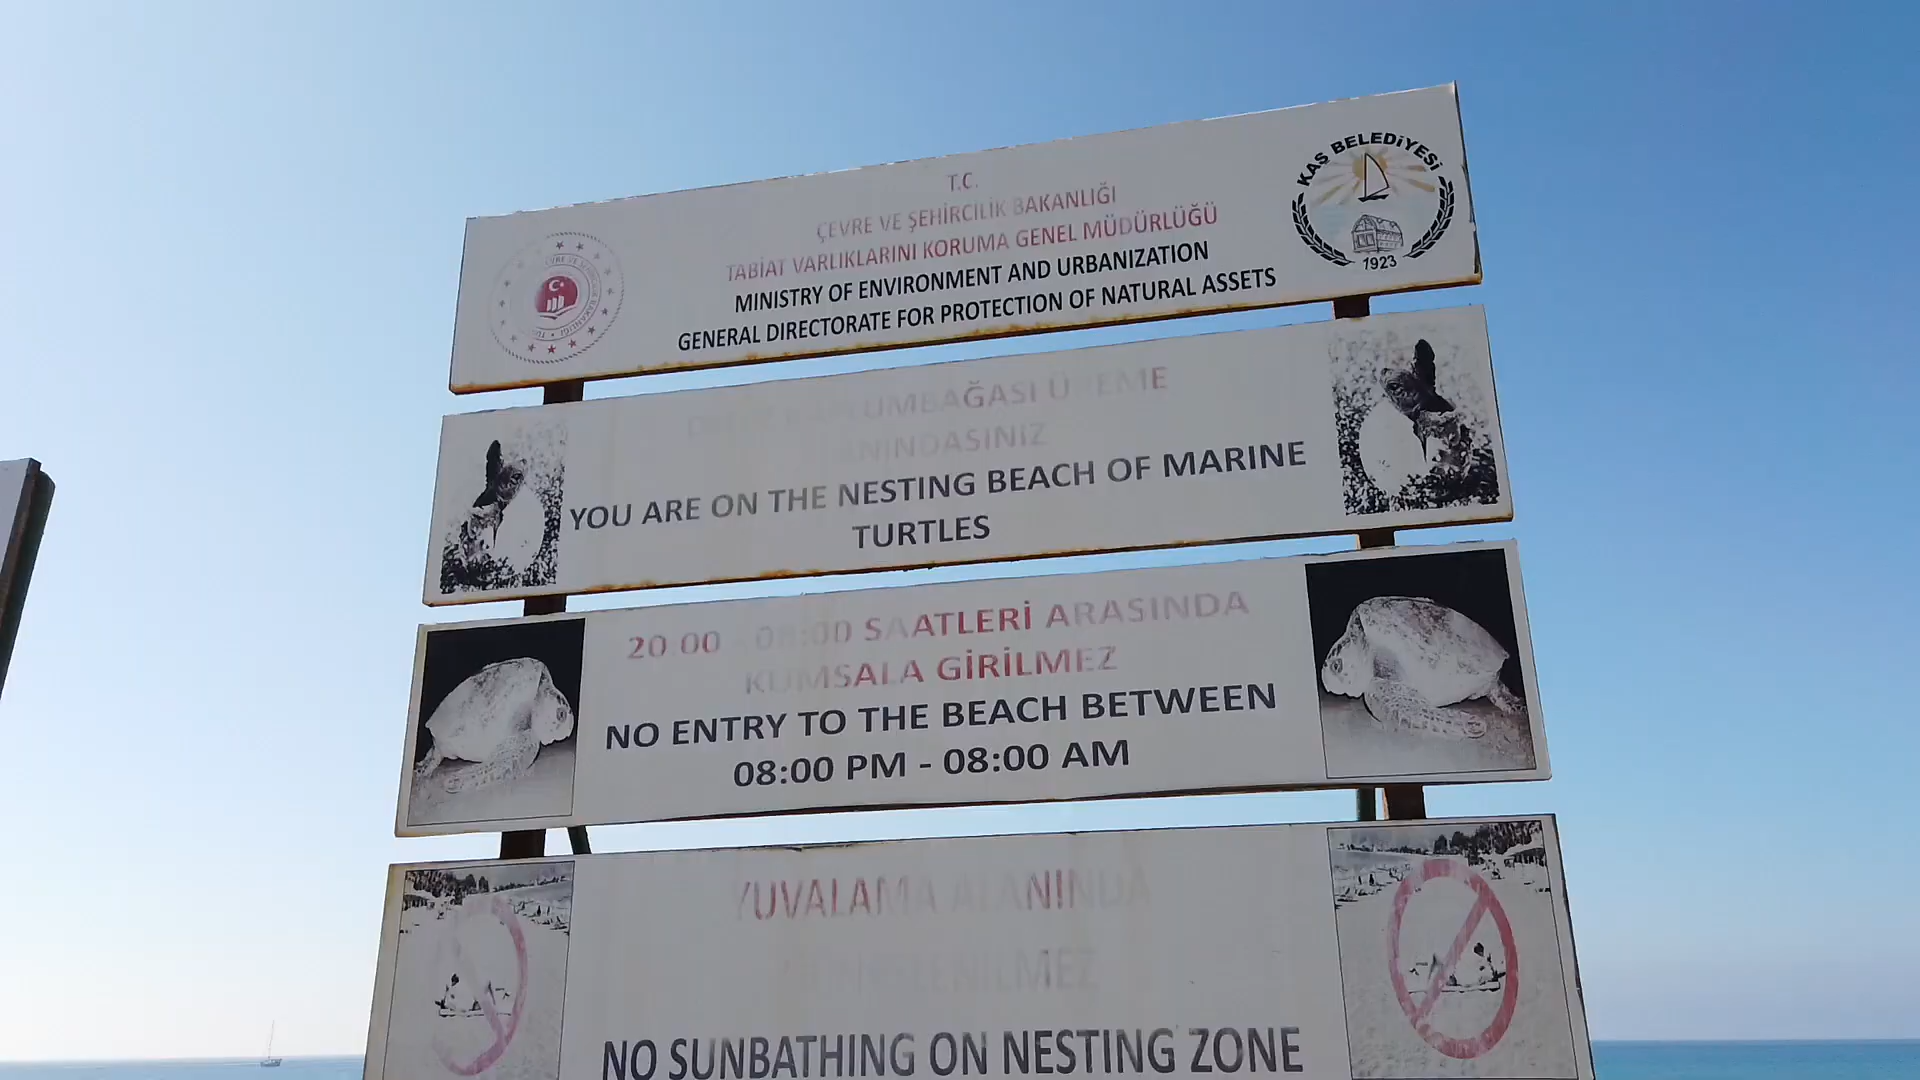 T.C.
ÇEVRE VE ŞEHİRCİLİK BAKANLIĞI
TABİAT VARLIKLARINI KORUMA GENEL MÜDÜRLÜĞÜ
MINISTRY OF ENVIRONMENT AND URBANIZATION
GENERAL DIRECTORATE FOR PROTECTION OF NATURAL ASSETS
KAŞ BELEDİYESİ
1923
YOU ARE ON THE NESTING BEACH OF MARINE
TURTLES
20.00 - 08:00 SAATLERİ ARASINDA
KUMSALA GİRİLMEZ
NO ENTRY TO THE BEACH BETWEEN
08:00 PM - 08:00 AM
YUVALAMA ALANINDA
NO SUNBATHING ON NESTING ZONE